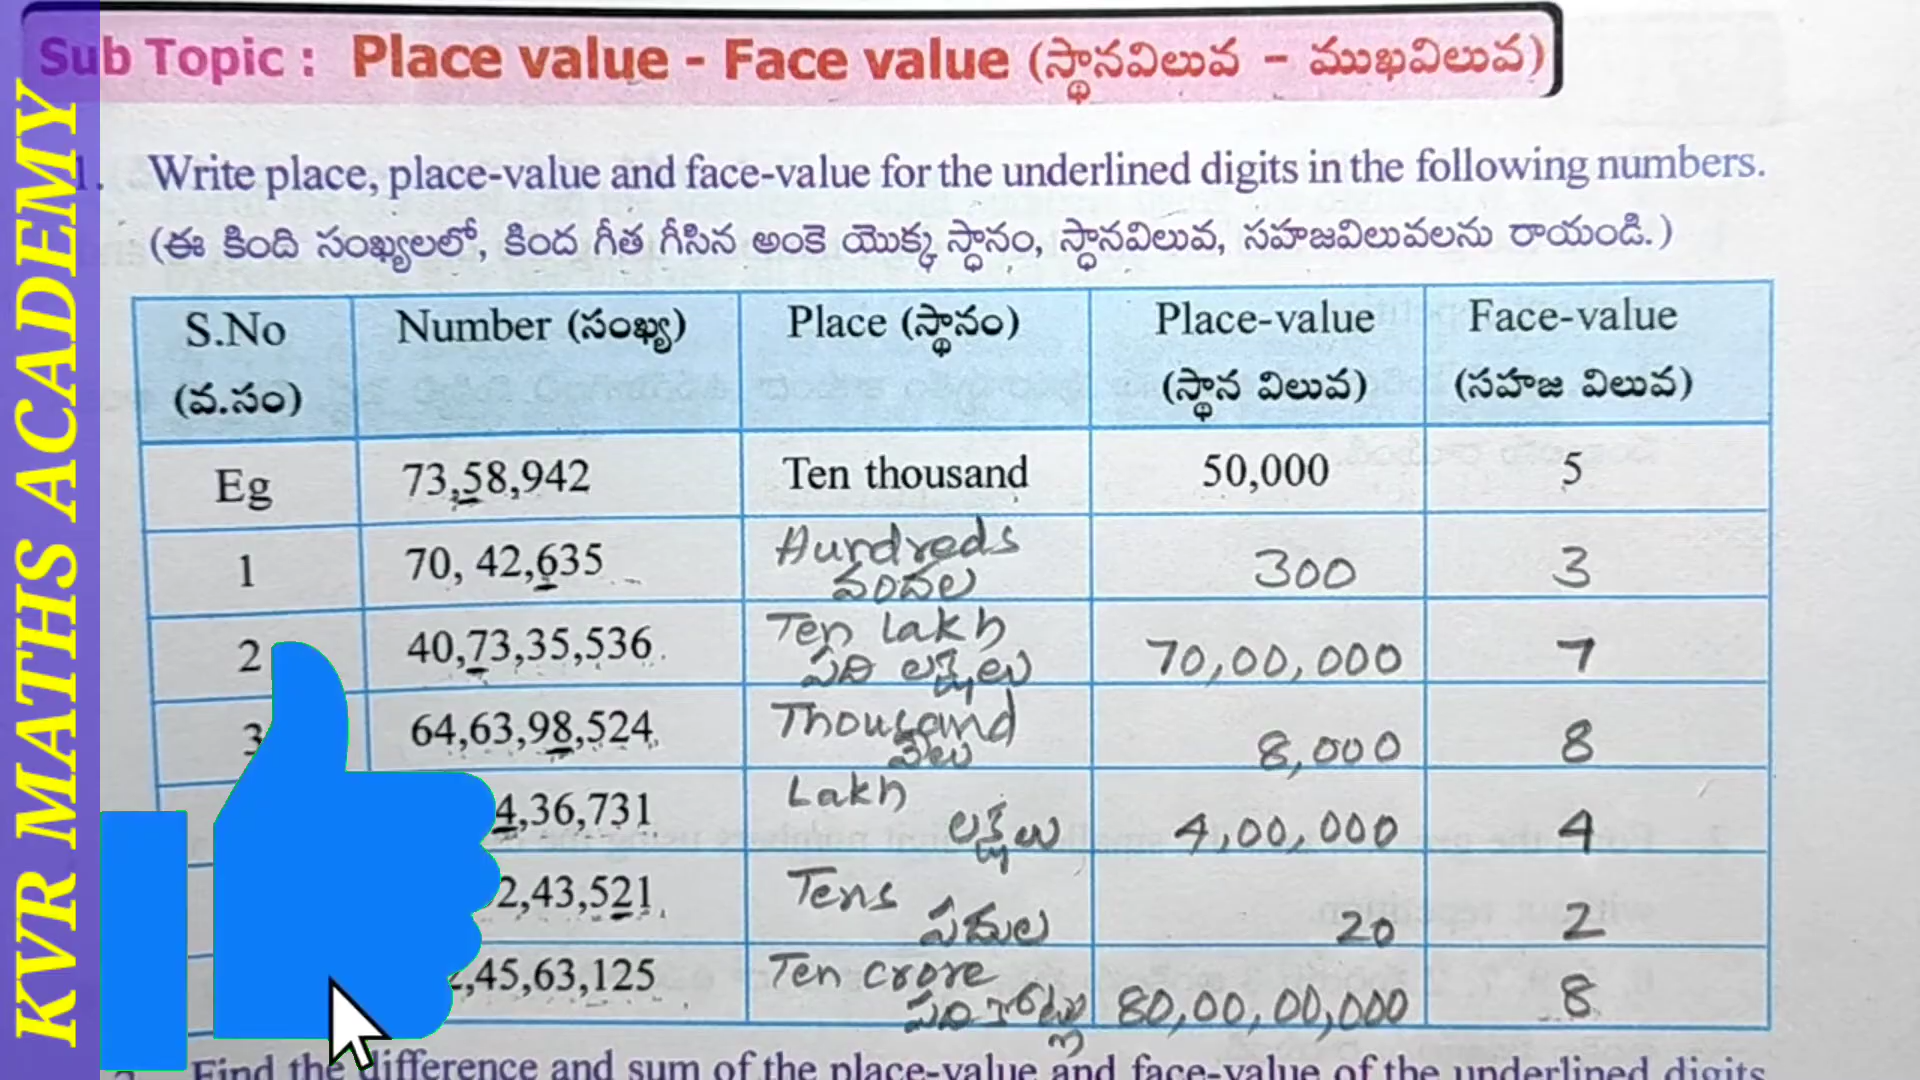 KVR MATHS ACADEMY
Sub Topic : Place value - Face value (స్థానవిలువ - ముఖవిలువ)
1. Write place, place-value and face-value for the underlined digits in the following numbers.
(ఈ కింది సంఖ్యలలో, కింద గీత గీసిన అంకె యొక్క స్థానం, స్థానవిలువ, సహజవిలువలను రాయండి.)
S.No Number (సంఖ్య) Place (స్థానం) Place-value Face-value
(వ.సం) (స్థాన విలువ) (సహజ విలువ)
Eg 73,58,942 Ten thousand 50,000 5
1 70, 42,635 Hundreds 300 3
వందల
2 40,73,35,536 Ten Lakh 70,00,000 7
పది లక్షలు
3 64,63,98,524 Thousand 8,000 8
వేలు
4,36,731 Lakh 4,00,000 4
లక్షలు
2,43,521 Tens 20 2
పదుల
,45,63,125 Ten crore 80,00,00,000 8
పది కోట్లు
Find the difference and sum of the place-value and face-value of the underlined digits